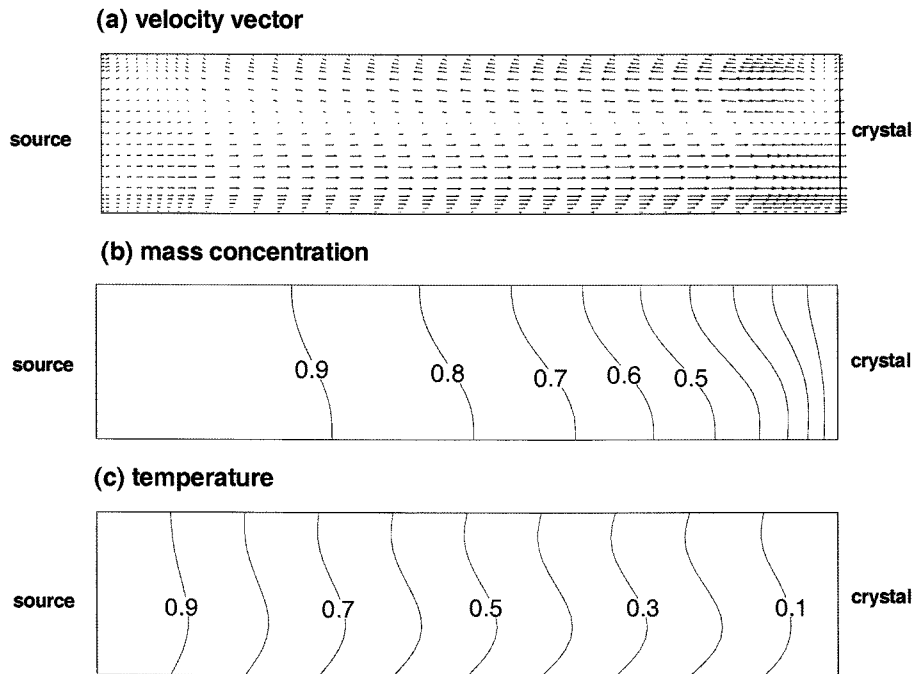 (a) velocity vector
source
crystal
(b) mass concentration
source
0.9 0.8 0.7 0.6 0.5
crystal
(c) temperature
source
0.9 0.7 0.5 0.3 0.1
crystal